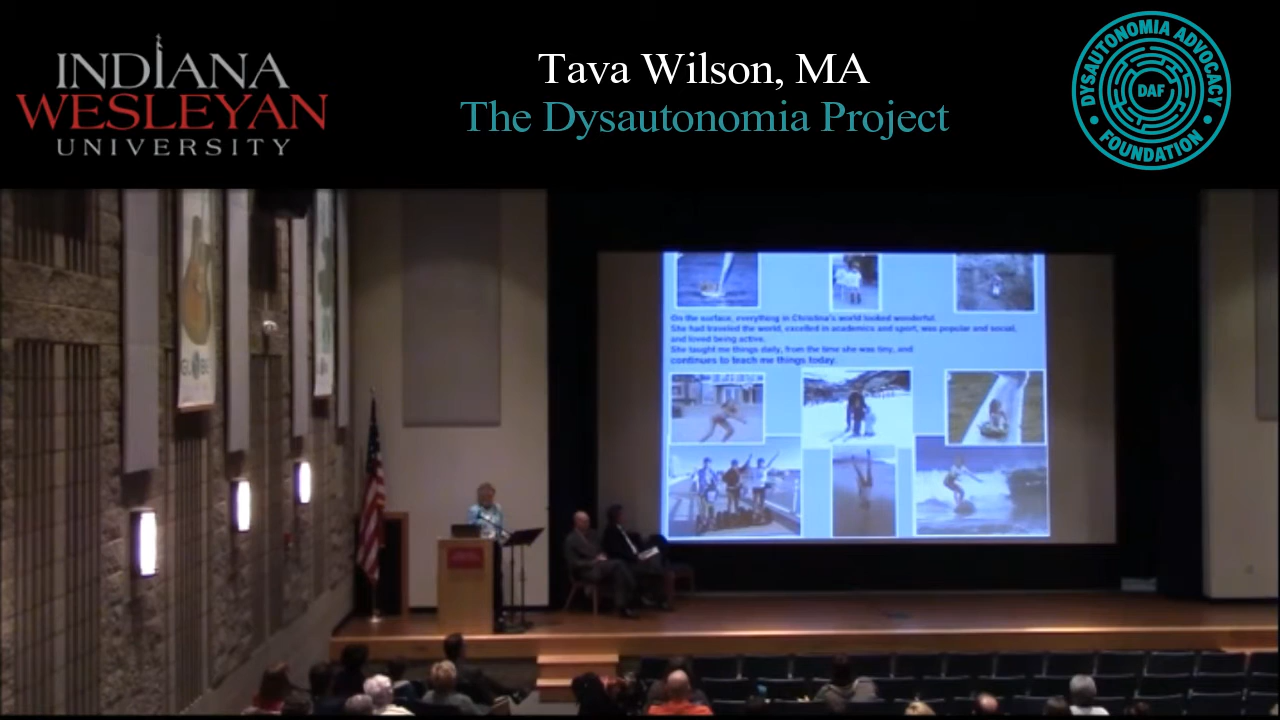 INDIANA
WESLEYAN
UNIVERSITY
Tava Wilson, MA
The Dysautonomia Project
DYSAUTONOMIA ADVOCACY
DAF
FOUNDATION
On the surface, everything in Christina's world looked wonderful.
She had traveled the world, excelled in academics and sport, was popular and social,
and loved being active.
She taught me things daily, from the time she was tiny, and
continues to teach me things today.